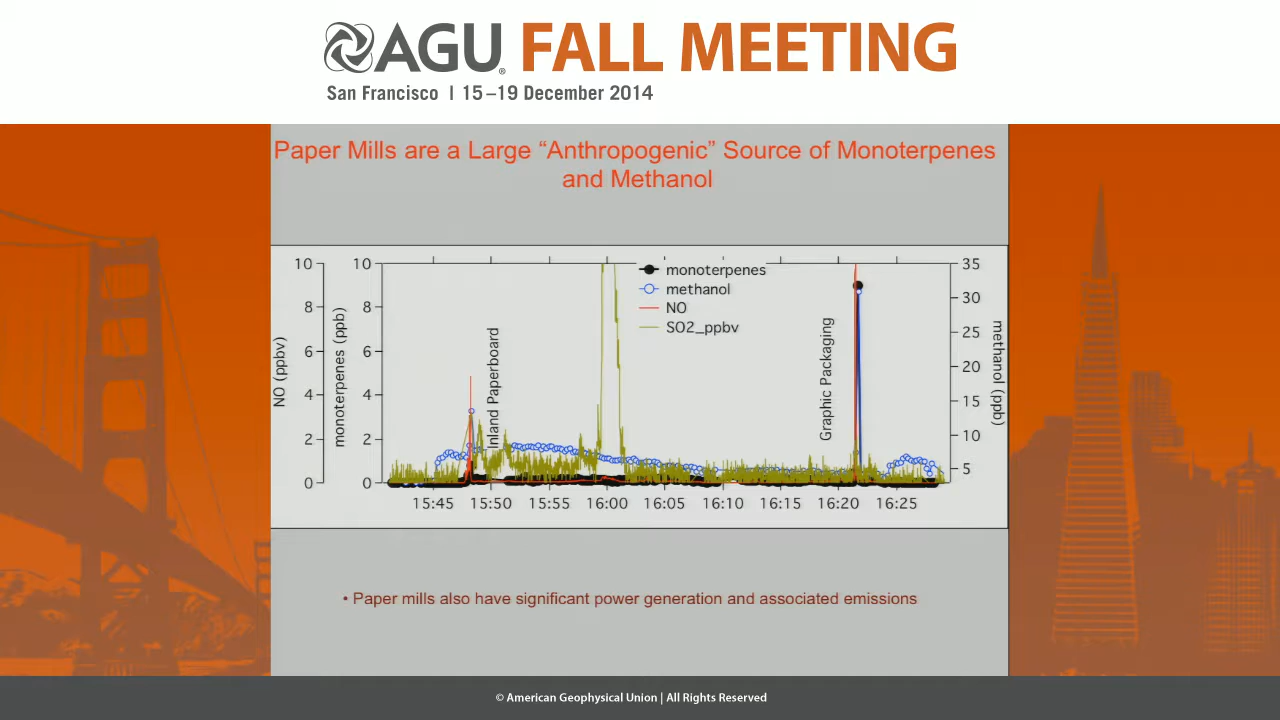 AGU FALL MEETING
San Francisco | 15–19 December 2014
Paper Mills are a Large “Anthropogenic” Source of Monoterpenes
and Methanol
10
8
6
4
2
0
NO (ppbv)
10
8
6
4
2
0
monoterpenes (ppb)
monoterpenes
methanol
NO
SO2_ppbv
Inland Paperboard
Graphic Packaging
35
30
25
20
15
10
5
methanol (ppb)
15:45 15:50 15:55 16:00 16:05 16:10 16:15 16:20 16:25
• Paper mills also have significant power generation and associated emissions
© American Geophysical Union | All Rights Reserved